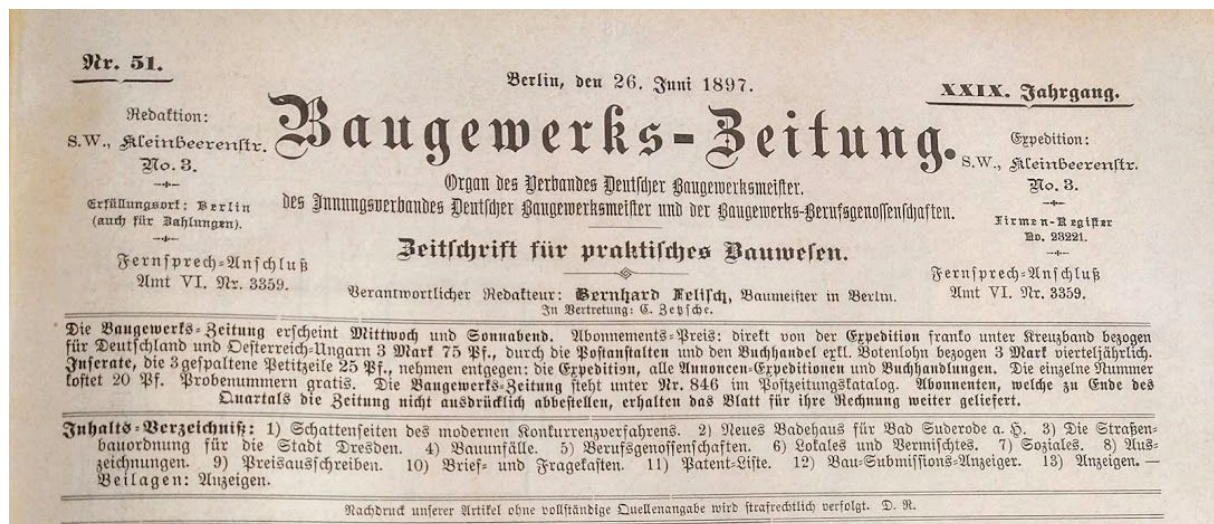 Nr. 51.
Berlin, den 26. Juni 1897.
XXIX. Jahrgang.
Redaktion:
S.W., Kleinbeerenstr.
No. 3.
Erfüllungsort: Berlin
(auch für Zahlungen).
Fernsprech-Anschluß
Amt VI. Nr. 3359.
Baugewerks-Zeitung.
Organ des Verbandes Deutscher Baugewerksmeister.
des Innungsverbandes Deutscher Baugewerksmeister und der Baugewerks-Berufsgenossenschaften.
Zeitschrift für praktisches Bauwesen.
Verantwortlicher Redakteur: Bernhard Felisch, Baumeister in Berlin.
In Vertretung: C. Zetzsche.
Expedition:
S.W., Kleinbeerenstr.
No. 3.
Firmen-Register
No. 23221.
Fernsprech-Anschluß
Amt VI. Nr. 3359.
Die Baugewerks-Zeitung erscheint Mittwoch und Sonnabend. Abonnements-Preis: direkt von der Expedition franko unter Kreuzband bezogen
für Deutschland und Oesterreich-Ungarn 3 Mark 75 Pf., durch die Postanstalten und den Buchhandel exkl. Botenlohn bezogen 3 Mark vierteljährlich.
Inserate, die 3 gespaltene Petitzeile 25 Pf., nehmen entgegen: die Expedition, alle Annoncen-Expeditionen und Buchhandlungen. Die einzelne Nummer
kostet 20 Pf. Probenummern gratis. Die Baugewerks-Zeitung steht unter Nr. 846 im Postzeitungskatalog. Abonnenten, welche zu Ende des
Quartals die Zeitung nicht ausdrücklich abbestellen, erhalten das Blatt für ihre Rechnung weiter geliefert.
Inhalts-Verzeichniß: 1) Schattenseiten des modernen Konkurrenzverfahrens. 2) Neues Badehaus für Bad Suderode a. H. 3) Die Straßen-
bauordnung für die Stadt Dresden. 4) Bauunfälle. 5) Berufsgenossenschaften. 6) Lokales und Vermischtes. 7) Soziales. 8) Aus-
zeichnungen. 9) Preisausschreiben. 10) Brief- und Fragekasten. 11) Patent-Liste. 12) Bau-Submissions-Anzeiger. 13) Anzeigen. —
Beilagen: Anzeigen.
Nachdruck unserer Artikel ohne vollständige Quellenangabe wird strafrechtlich verfolgt. D. R.